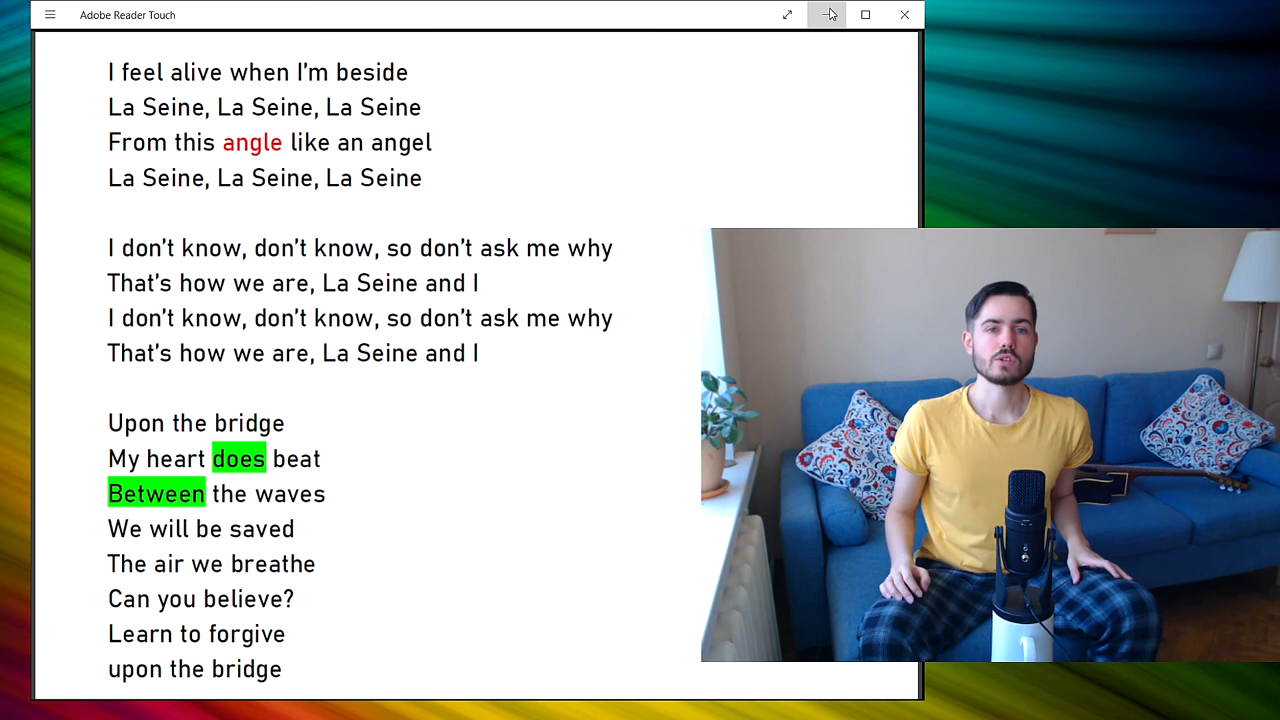 Adobe Reader Touch
I feel alive when I'm beside
La Seine, La Seine, La Seine
From this angle like an angel
La Seine, La Seine, La Seine
I don't know, don't know, so don't ask me why
That's how we are, La Seine and I
I don't know, don't know, so don't ask me why
That's how we are, La Seine and I
Upon the bridge
My heart does beat
Between the waves
We will be saved
The air we breathe
Can you believe?
Learn to forgive
upon the bridge